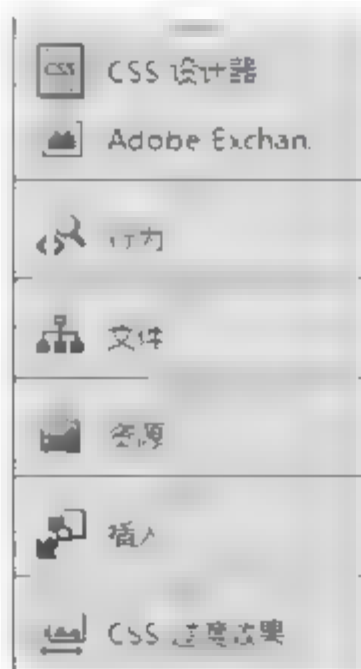 CSS 设计器
Adobe Exchan.
行为
文件
资源
插入
CSS 过渡效果